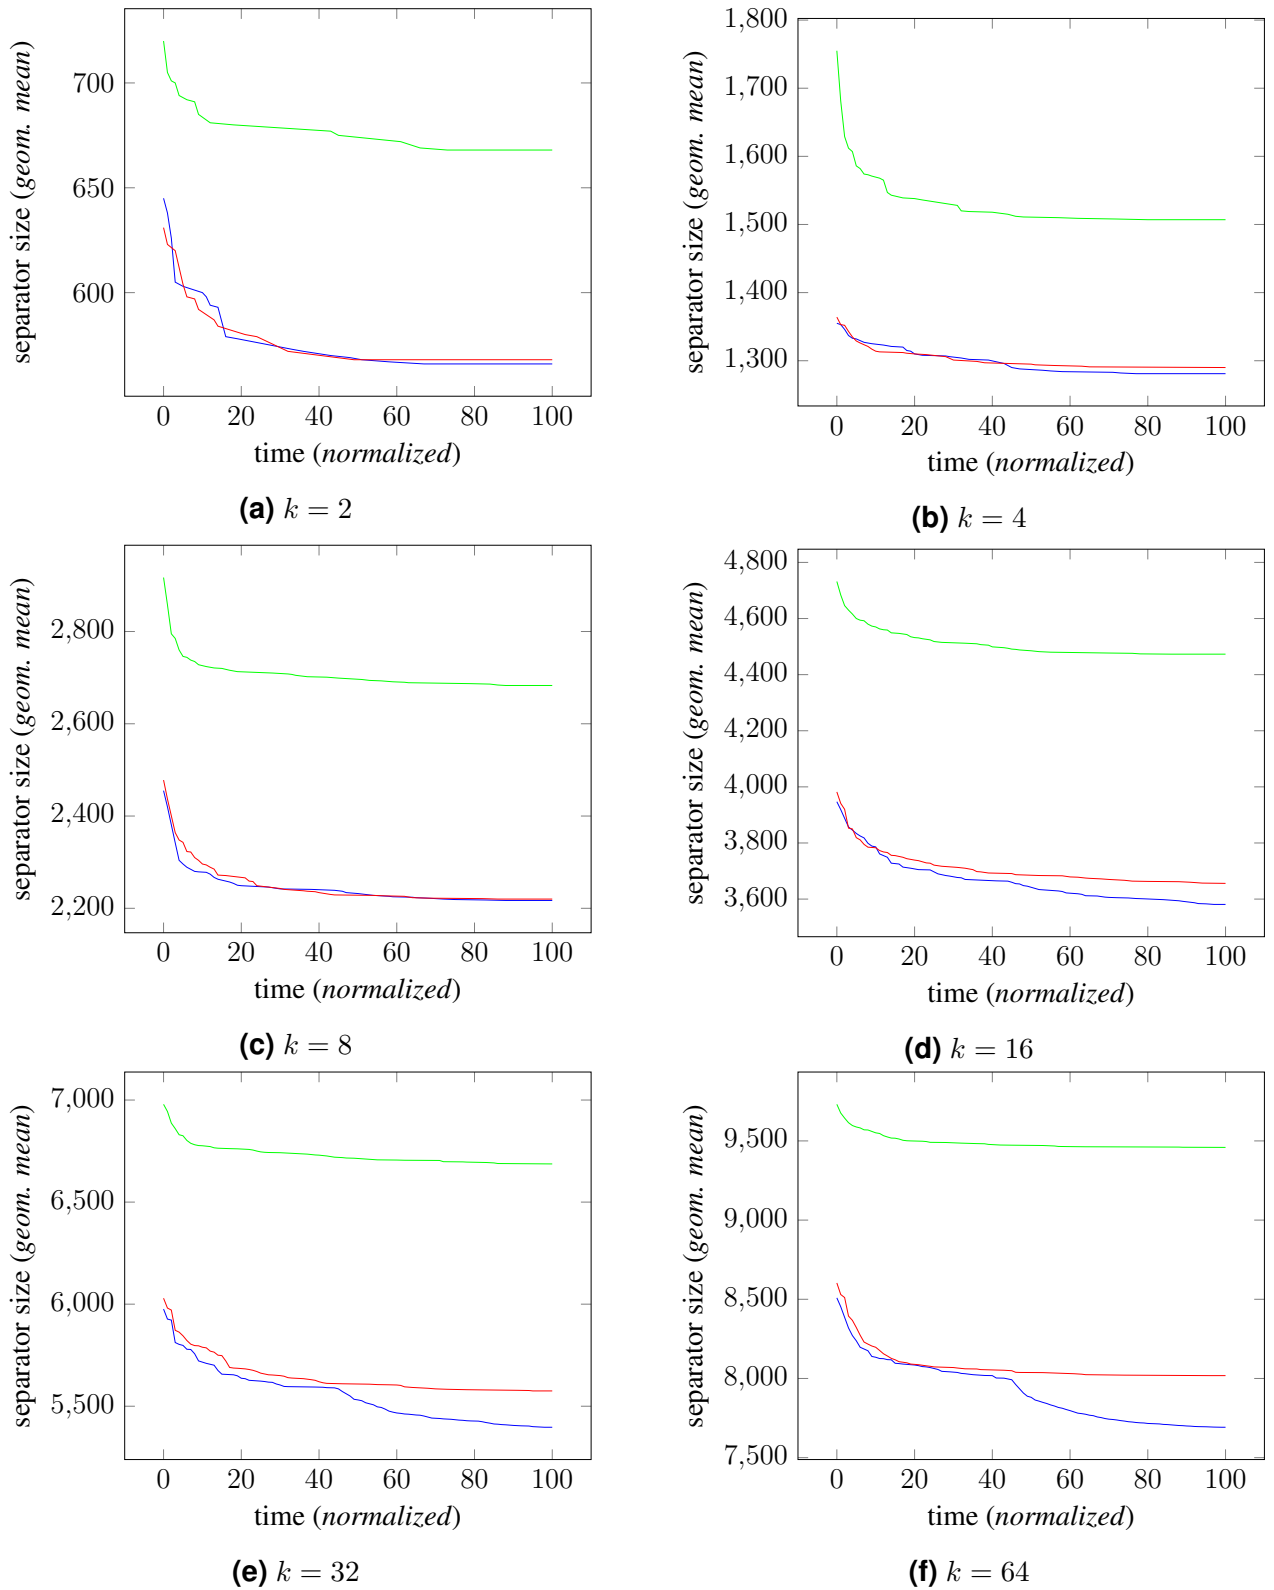 700
650
600
separator size (geom. mean)
0 20 40 60 80 100
time (normalized)
(a) k = 2
1,800
1,700
1,600
1,500
1,400
1,300
separator size (geom. mean)
0 20 40 60 80 100
time (normalized)
(b) k = 4
2,800
2,600
2,400
2,200
separator size (geom. mean)
0 20 40 60 80 100
time (normalized)
(c) k = 8
4,800
4,600
4,400
4,200
4,000
3,800
3,600
separator size (geom. mean)
0 20 40 60 80 100
time (normalized)
(d) k = 16
7,000
6,500
6,000
5,500
separator size (geom. mean)
0 20 40 60 80 100
time (normalized)
(e) k = 32
9,500
9,000
8,500
8,000
7,500
separator size (geom. mean)
0 20 40 60 80 100
time (normalized)
(f) k = 64